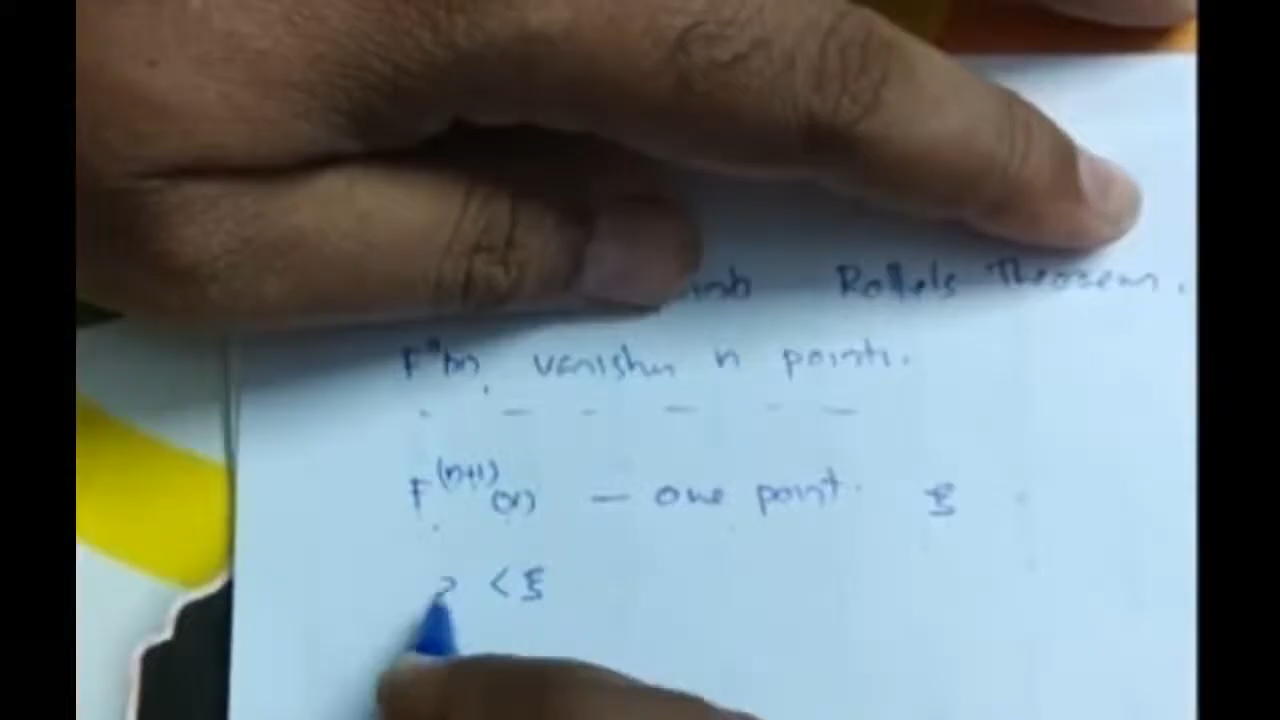 Rolle's Theorem.
F''(x) vanishes n points.
. — - — - —
F^(n+1)(x) — one point. ξ
< ξ